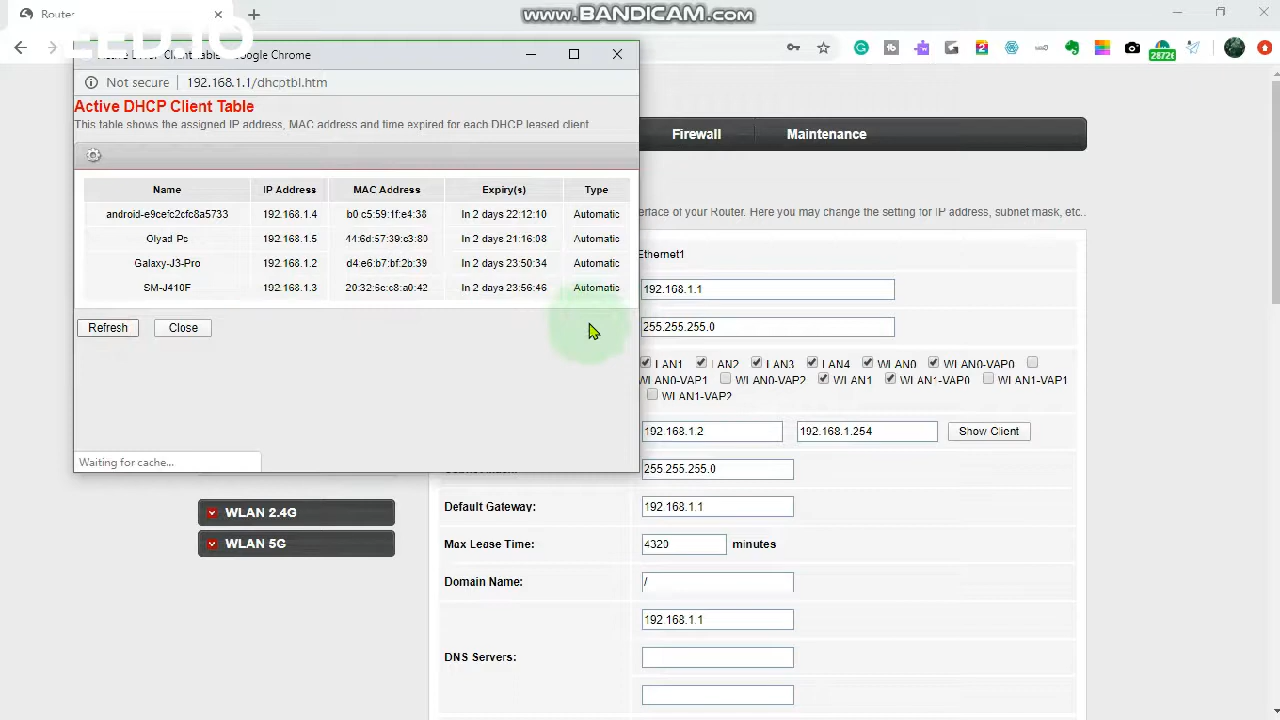 Router
www.BANDICAM.com
Google Chrome
Not secure 192.168.1.1/dhcptbl.htm
28726
Active DHCP Client Table
This table shows the assigned IP address, MAC address and time expired for each DHCP leased client
Firewall Maintenance
Name IP Address MAC Address Expiry(s) Type
android-e9cefc2cfc8a5733 192.168.1.4 b0:c5:59:1f:e4:38 In 2 days 22:12:10 Automatic
Olyad-Pc 192.168.1.5 44:6d:57:39:c3:80 In 2 days 21:16:08 Automatic
Galaxy-J3-Pro 192.168.1.2 d4:e6:b7:bf:2b:39 In 2 days 23:50:34 Automatic
SM-J410F 192.168.1.3 In 2 days 23:56:46 Automatic
Refresh Close
Waiting for cache...
erface of your Router. Here you may change the setting for IP address, subnet mask, etc..
Ethernet1
192.168.1.1
255.255.255.0
LAN1 LAN2 LAN3 LAN4 WLAN0 WLAN0-VAP0
WLAN0-VAP1 WLAN0-VAP2 WLAN1 WLAN1-VAP0 WLAN1-VAP1
WLAN1-VAP2
192.168.1.2 192.168.1.254 Show Client
255.255.255.0
WLAN 2.4G
WLAN 5G
Default Gateway: 192.168.1.1
Max Lease Time: 4320 minutes
Domain Name: /
192.168.1.1
DNS Servers: